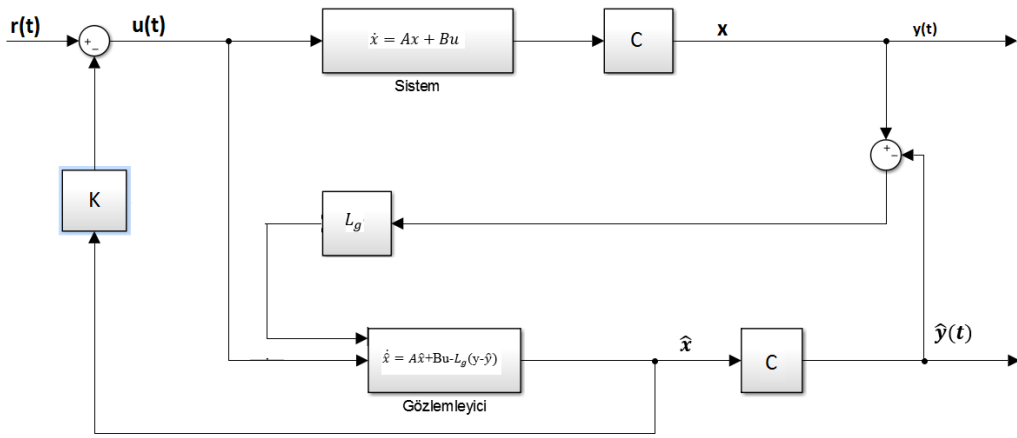 r(t)
u(t)
+
−
ẋ = Ax + Bu
Sistem
C
x
y(t)
+
−
K
L_g
x̂̇ = Ax̂+Bu-L_g(y-ŷ)
Gözlemleyici
x̂
C
ŷ(t)